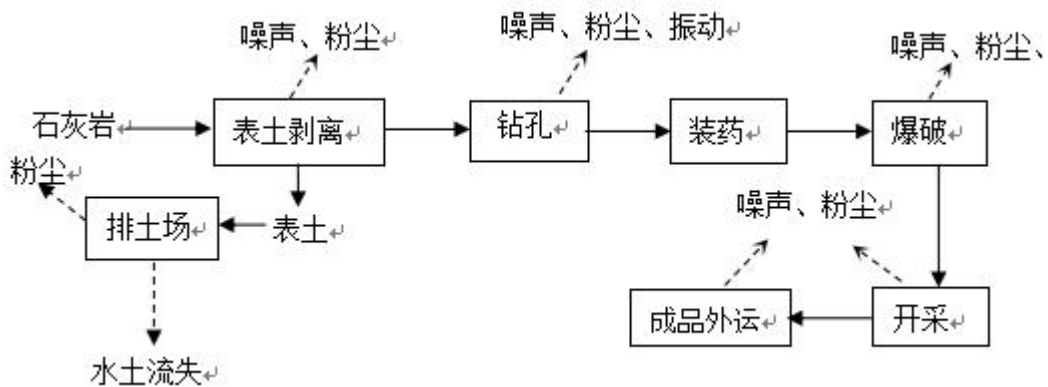 噪声、粉尘
噪声、粉尘、振动
噪声、粉尘、
石灰岩
表土剥离
钻孔
装药
爆破
粉尘
排土场
表土
噪声、粉尘
成品外运
开采
水土流失